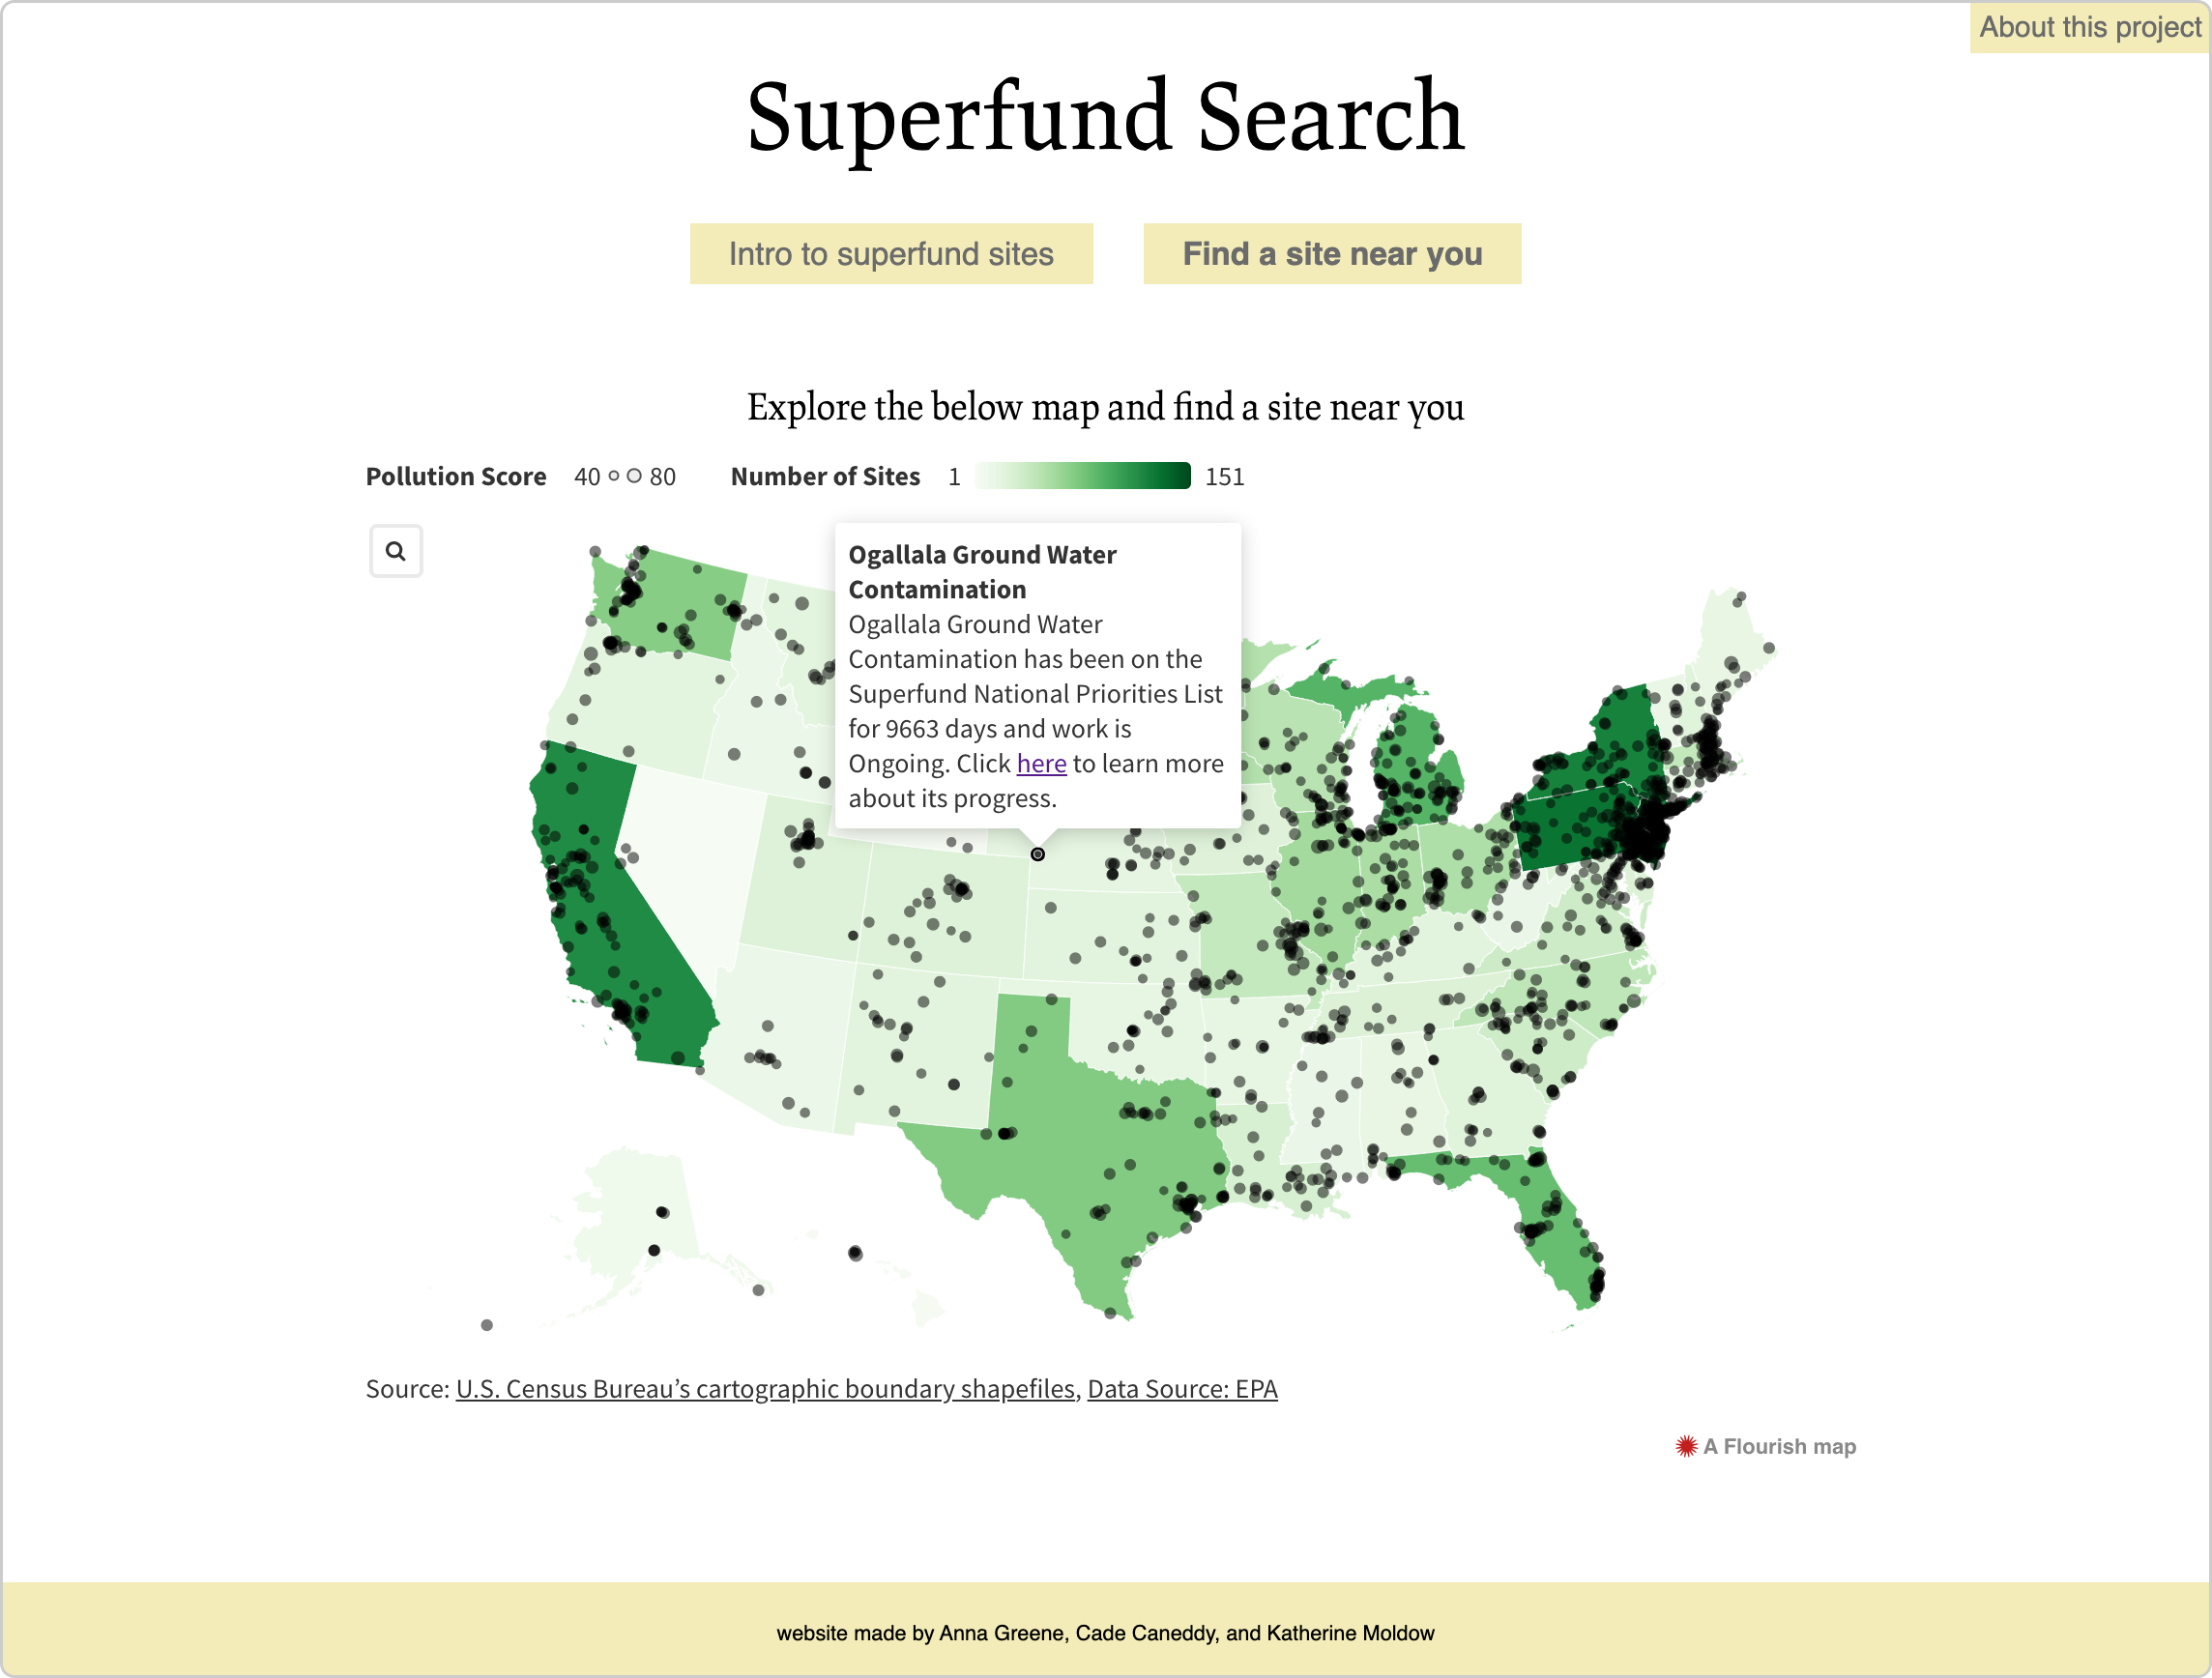 About this project
Superfund Search
Intro to superfund sites
Find a site near you
Explore the below map and find a site near you
Pollution Score 40 80 Number of Sites 1 151
Ogallala Ground Water
Contamination
Ogallala Ground Water
Contamination has been on the
Superfund National Priorities List
for 9663 days and work is
Ongoing. Click here to learn more
about its progress.
Source: U.S. Census Bureau’s cartographic boundary shapefiles, Data Source: EPA
A Flourish map
website made by Anna Greene, Cade Caneddy, and Katherine Moldow